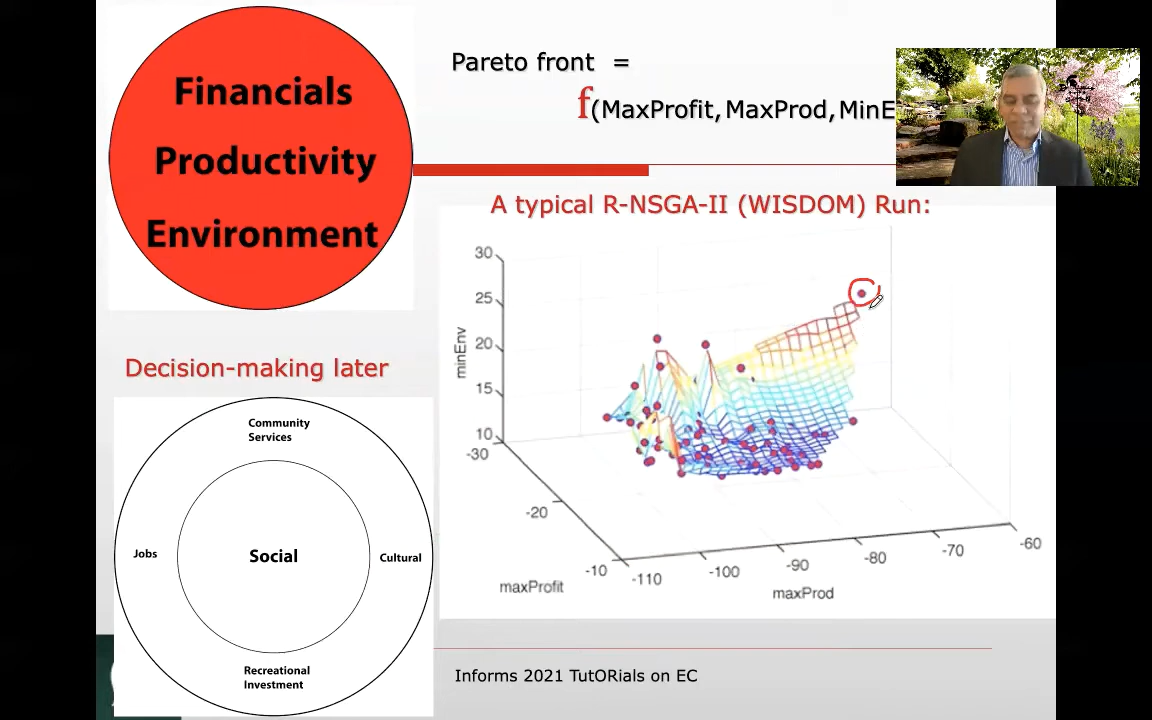 Financials
Productivity
Environment
Pareto front =
f(MaxProfit, MaxProd, MinE
A typical R-NSGA-II (WISDOM) Run:
30
25
20
15
10
minEnv
-30
-20
-10
maxProfit
-110
-100
-90
-80
-70
-60
maxProd
Decision-making later
Community
Services
Jobs
Social
Cultural
Recreational
Investment
Informs 2021 TutORials on EC